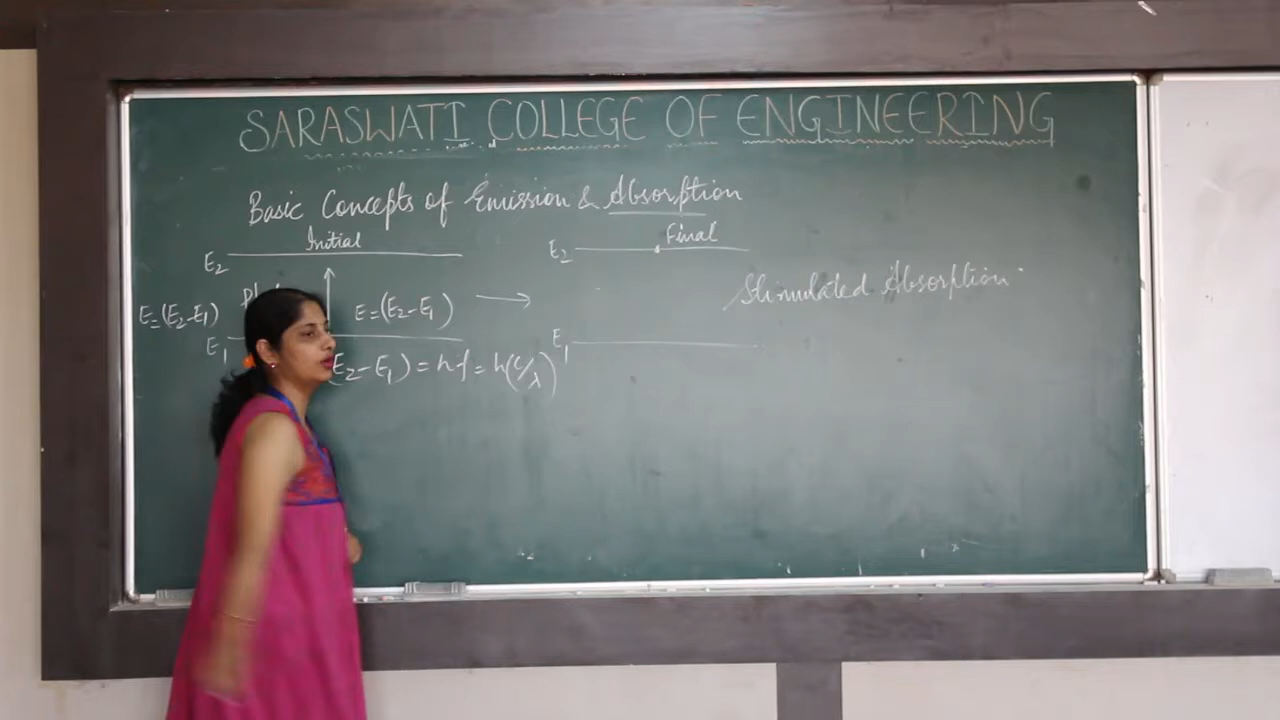 SARASWATI COLLEGE OF ENGINEERING
Basic Concepts of Emission & Absorption
Initial
E₂
E=(E₂-E₁)
E=(E₂-E₁)
E₁
E₂-E₁) = hf = h(c/λ)
Final
E₂
E₁
Stimulated Absorption